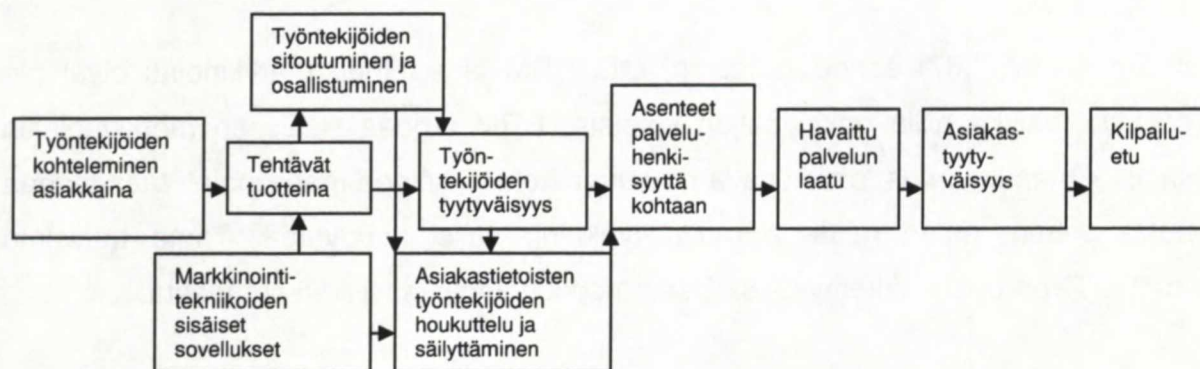 Työntekijöiden
sitoutuminen ja
osallistuminen
Työntekijöiden
kohteleminen
asiakkaina
Tehtävät
tuotteina
Työn-
tekijöiden
tyytyväisyys
Asenteet
palvelu-
henki-
syyttä
kohtaan
Havaittu
palvelun
laatu
Asiakas-
tyyty-
väisyys
Kilpailu-
etu
Markkinointi-
tekniikoiden
sisäiset
sovellukset
Asiakastietoisten
työntekijöiden
houkuttelu ja
säilyttäminen